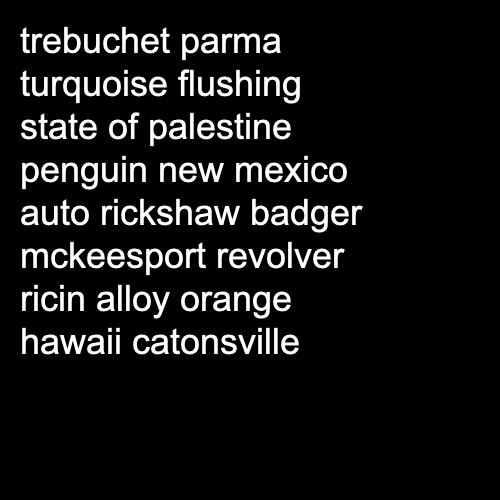 trebuchet parma
turquoise flushing
state of palestine
penguin new mexico
auto rickshaw badger
mckeesport revolver
ricin alloy orange
hawaii catonsville